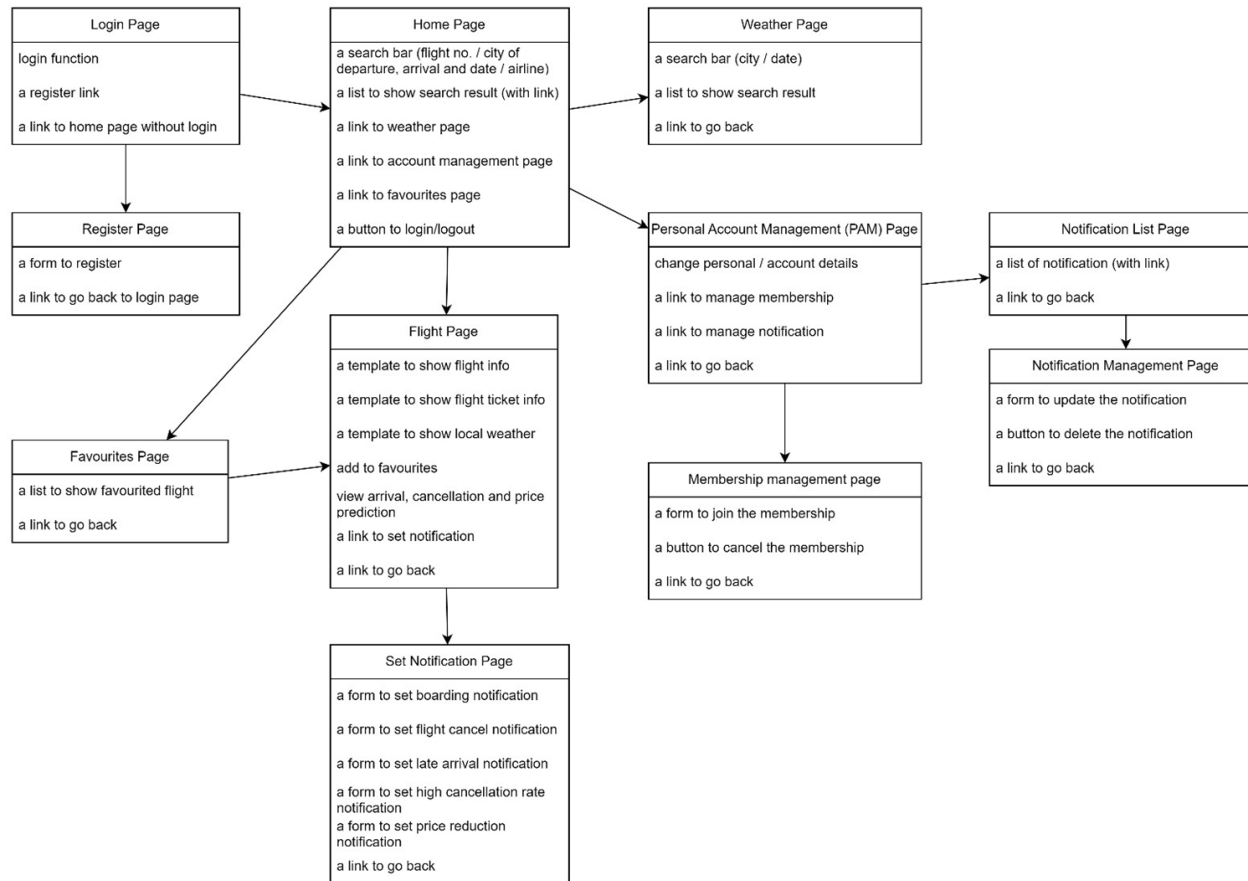 Login Page
login function
a register link
a link to home page without login
Home Page
a search bar (flight no. / city of
departure, arrival and date / airline)
a list to show search result (with link)
a link to weather page
a link to account management page
a link to favourites page
a button to login/logout
Weather Page
a search bar (city / date)
a list to show search result
a link to go back
Register Page
a form to register
a link to go back to login page
Personal Account Management (PAM) Page
change personal / account details
a link to manage membership
a link to manage notification
a link to go back
Notification List Page
a list of notification (with link)
a link to go back
Flight Page
a template to show flight info
a template to show flight ticket info
a template to show local weather
add to favourites
view arrival, cancellation and price
prediction
a link to set notification
a link to go back
Notification Management Page
a form to update the notification
a button to delete the notification
a link to go back
Favourites Page
a list to show favourited flight
a link to go back
Membership management page
a form to join the membership
a button to cancel the membership
a link to go back
Set Notification Page
a form to set boarding notification
a form to set flight cancel notification
a form to set late arrival notification
a form to set high cancellation rate
notification
a form to set price reduction
notification
a link to go back